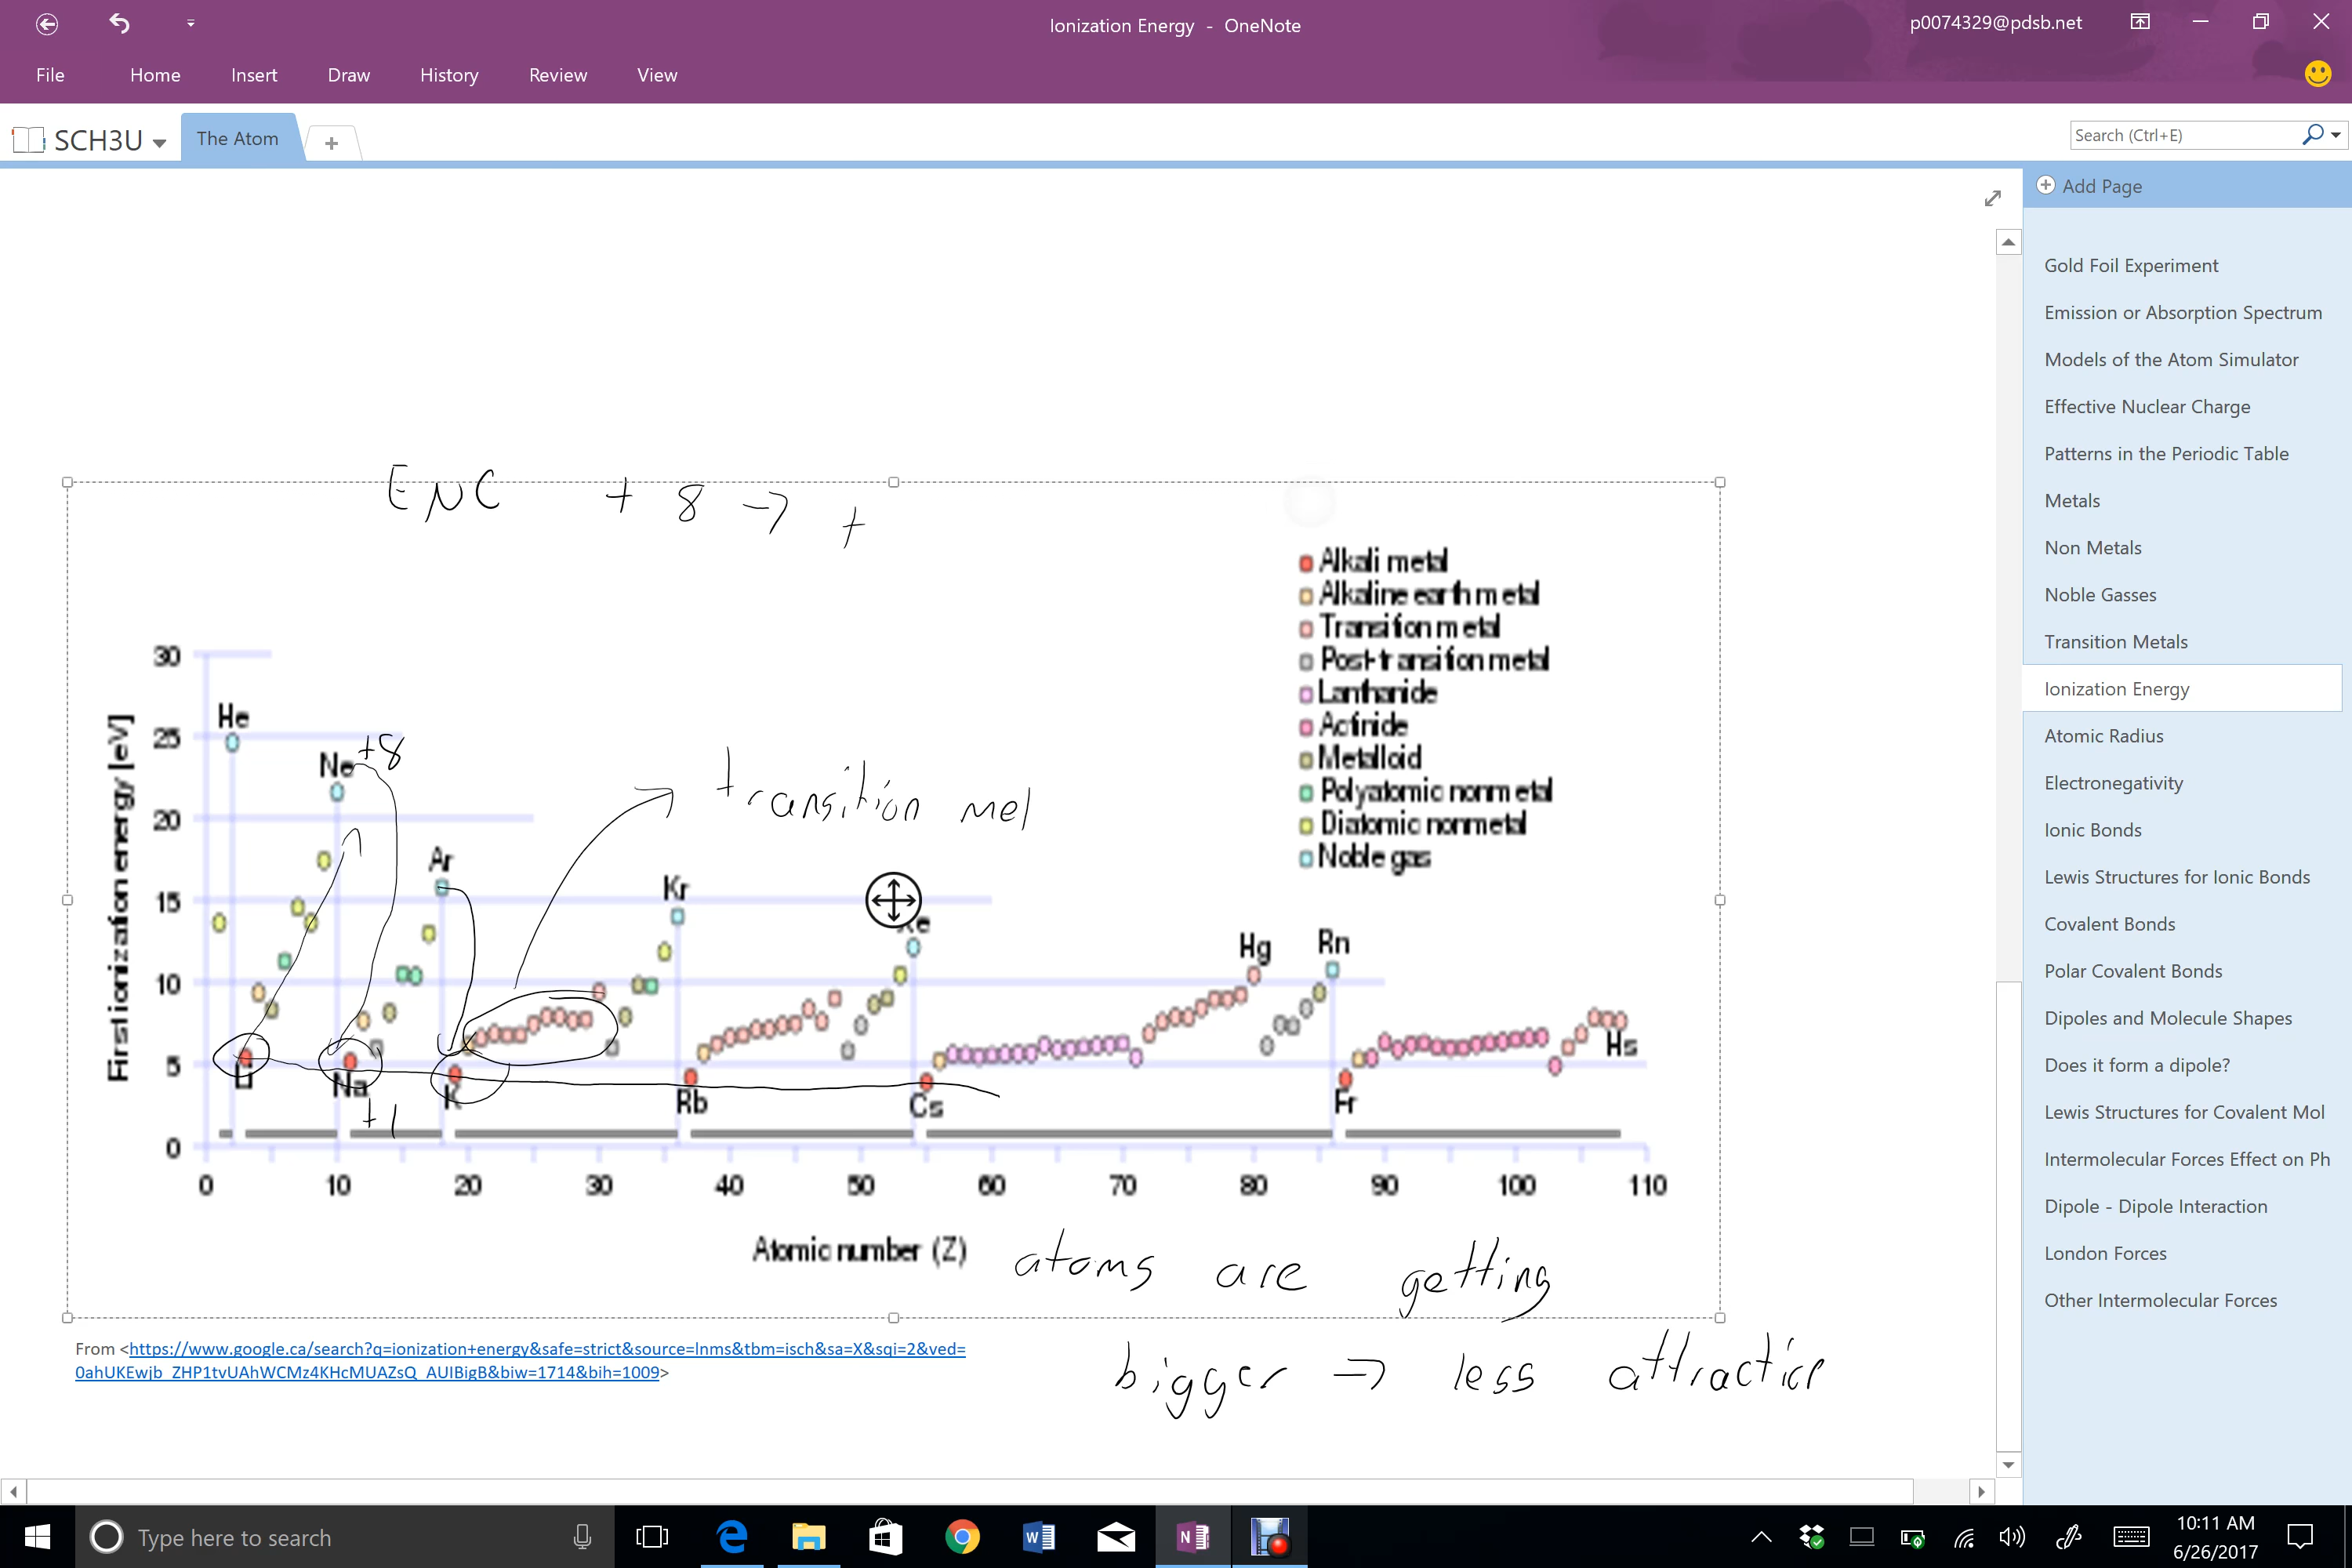 Ionization Energy - OneNote
p0074329@pdsb.net
File Home Insert Draw History Review View
SCH3U The Atom +
Search (Ctrl+E)
Add Page
Gold Foil Experiment
Emission or Absorption Spectrum
Models of the Atom Simulator
Effective Nuclear Charge
Patterns in the Periodic Table
Metals
Non Metals
Noble Gasses
Transition Metals
Ionization Energy
Atomic Radius
Electronegativity
Ionic Bonds
Lewis Structures for Ionic Bonds
Covalent Bonds
Polar Covalent Bonds
Dipoles and Molecule Shapes
Does it form a dipole?
Lewis Structures for Covalent Mol
Intermolecular Forces Effect on Ph
Dipole - Dipole Interaction
London Forces
Other Intermolecular Forces
ENC + 8 → +
Alkali metal
Alkaline earth metal
Transition metal
Post-transition metal
Lanthanide
Actinide
Metalloid
Polyatomic nonmetal
Diatomic nonmetal
Noble gas
First ionization energy [eV]
30
25
20
15
10
5
0
He
Ne +8
transition mel
Ar
Kr
Hg
Rn
Hs
Li
Na
K
Rb
Cs
Fr
+1
0 10 20 30 40 50 60 70 80 90 100 110
Atomic number (Z)
atoms are getting
bigger → less attraction
From <https://www.google.ca/search?q=ionization+energy&safe=strict&source=lnms&tbm=isch&sa=X&sqi=2&ved=
0ahUKEwjb_ZHP1tvUAhWCMz4KHcMUAZsQ_AUIBigB&biw=1714&bih=1009>
Type here to search
10:11 AM
6/26/2017